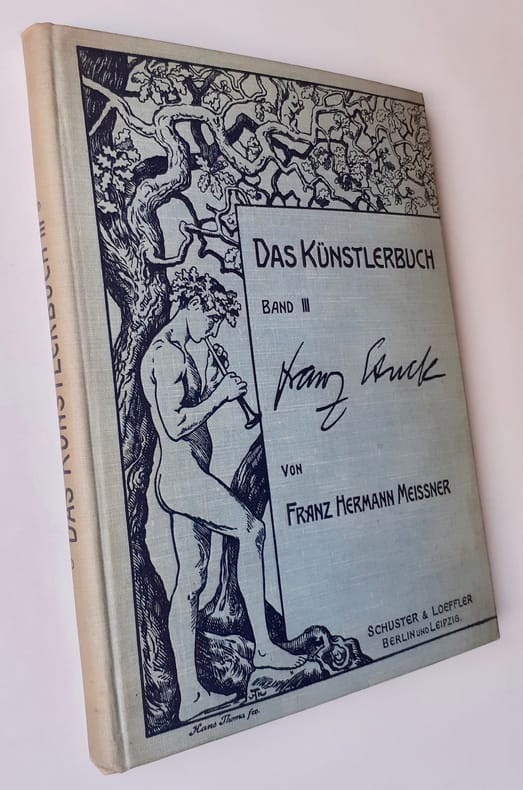 DAS KÜNSTLERBUCH
BAND III
Franz Stuck
VON
FRANZ HERMANN MEISSNER
SCHUSTER & LOEFFLER
BERLIN UND LEIPZIG.
HTh
Hans Thoma fec.
DAS KÜNSTLERBUCH III